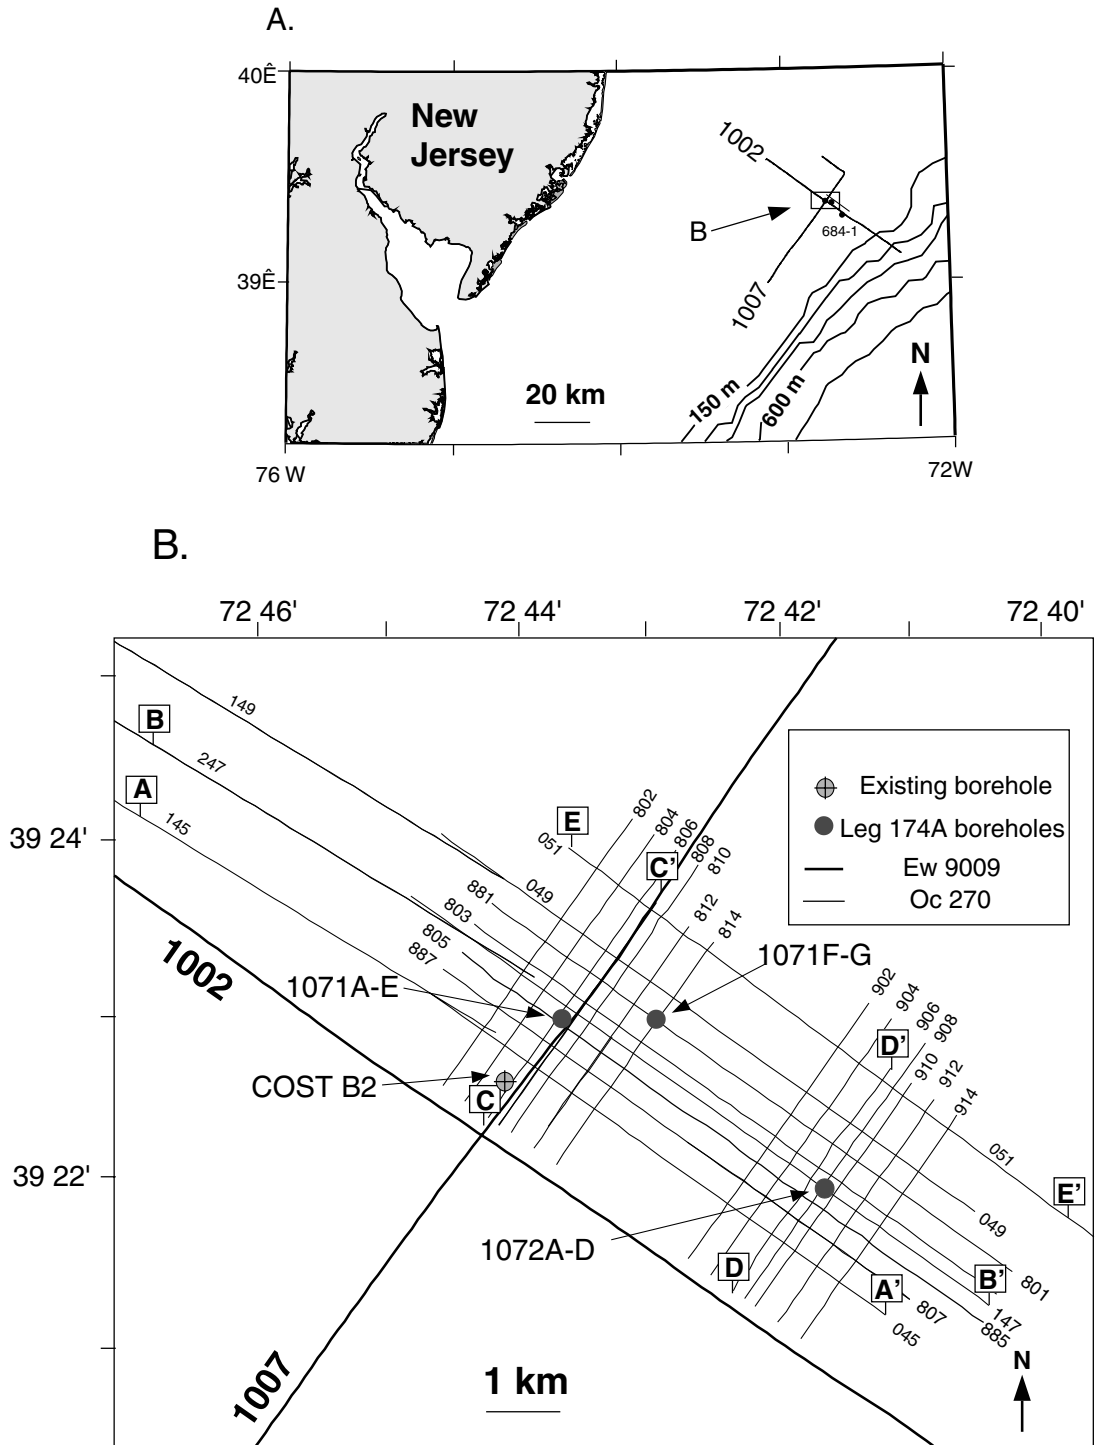 A.
40Ê
New
Jersey
1002
B
684-1
39Ê
1007
N
20 km
150 m
600 m
76 W
72W
B.
72 46'
72 44'
72 42'
72 40'
149
B
247
A
145
Existing borehole
Leg 174A boreholes
Ew 9009
Oc 270
39 24'
E
051
802
804
806
808
810
C'
881
049
803
812
805
814
887
1002
1071A-E
1071F-G
902
904
906
908
D'
910
912
914
COST B2
C
39 22'
051
E'
049
1072A-D
D
A'
B'
801
807
147
885
045
N
1007
1 km